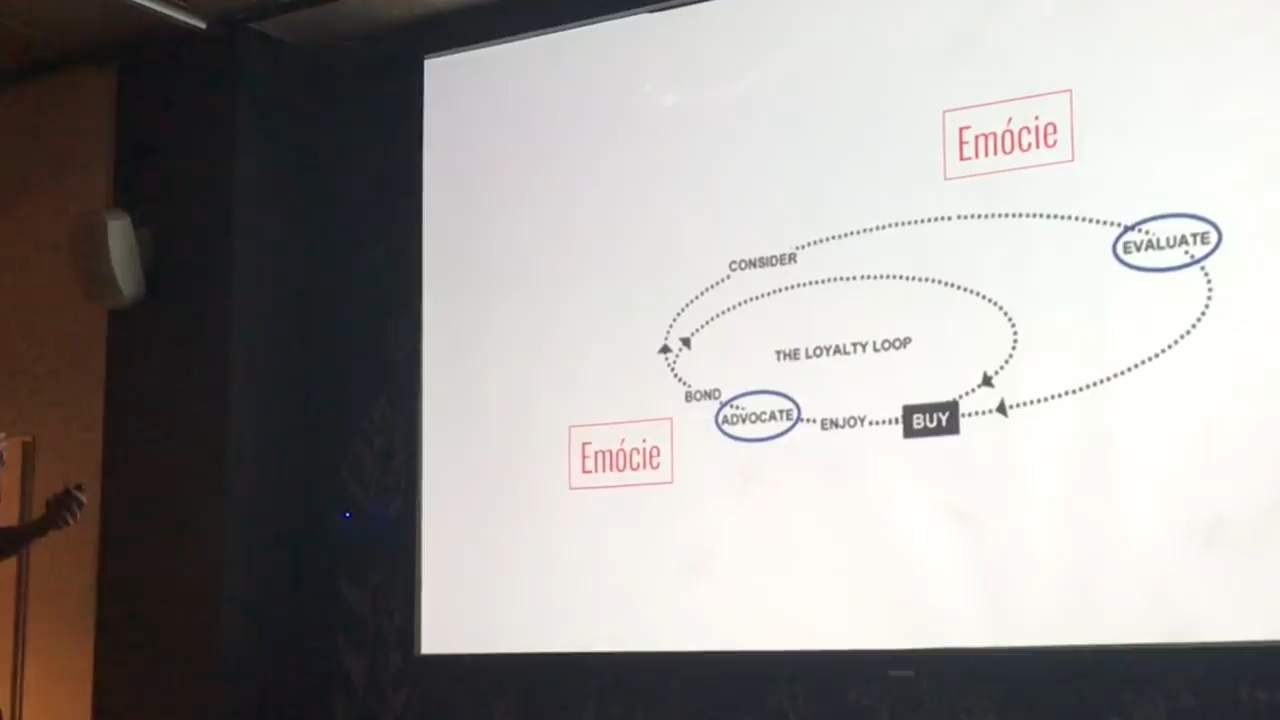 Emócie
EVALUATE
CONSIDER
THE LOYALTY LOOP
BOND
ADVOCATE
ENJOY
BUY
Emócie